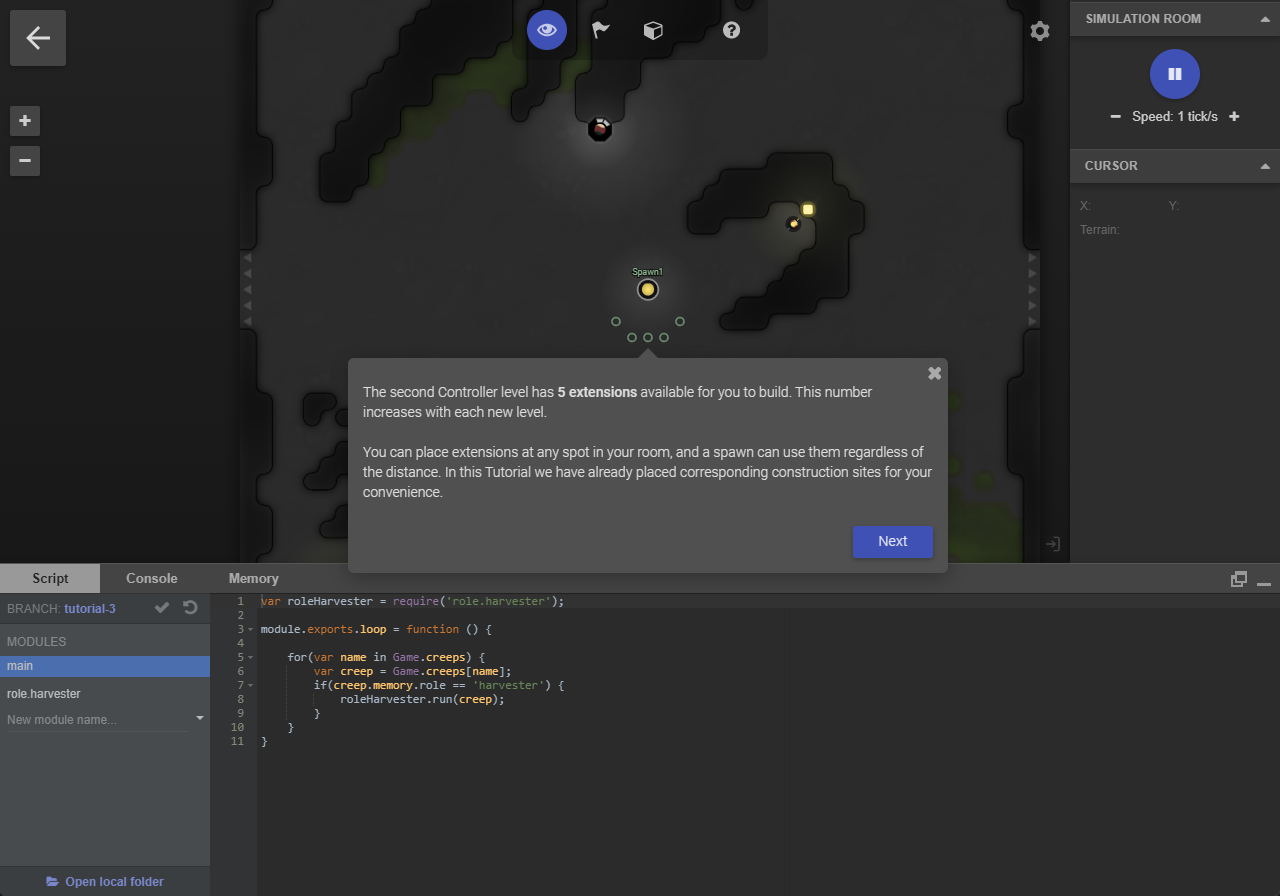 SIMULATION ROOM
Speed: 1 tick/s
CURSOR
X: Y:
Terrain:
Spawn1
The second Controller level has 5 extensions available for you to build. This number
increases with each new level.
You can place extensions at any spot in your room, and a spawn can use them regardless of
the distance. In this Tutorial we have already placed corresponding construction sites for your
convenience.
Next
Script Console Memory
BRANCH: tutorial-3
MODULES
main
role.harvester
New module name...
Open local folder
1 var roleHarvester = require('role.harvester');
2
3 module.exports.loop = function () {
4
5 for(var name in Game.creeps) {
6 var creep = Game.creeps[name];
7 if(creep.memory.role == 'harvester') {
8 roleHarvester.run(creep);
9 }
10 }
11 }